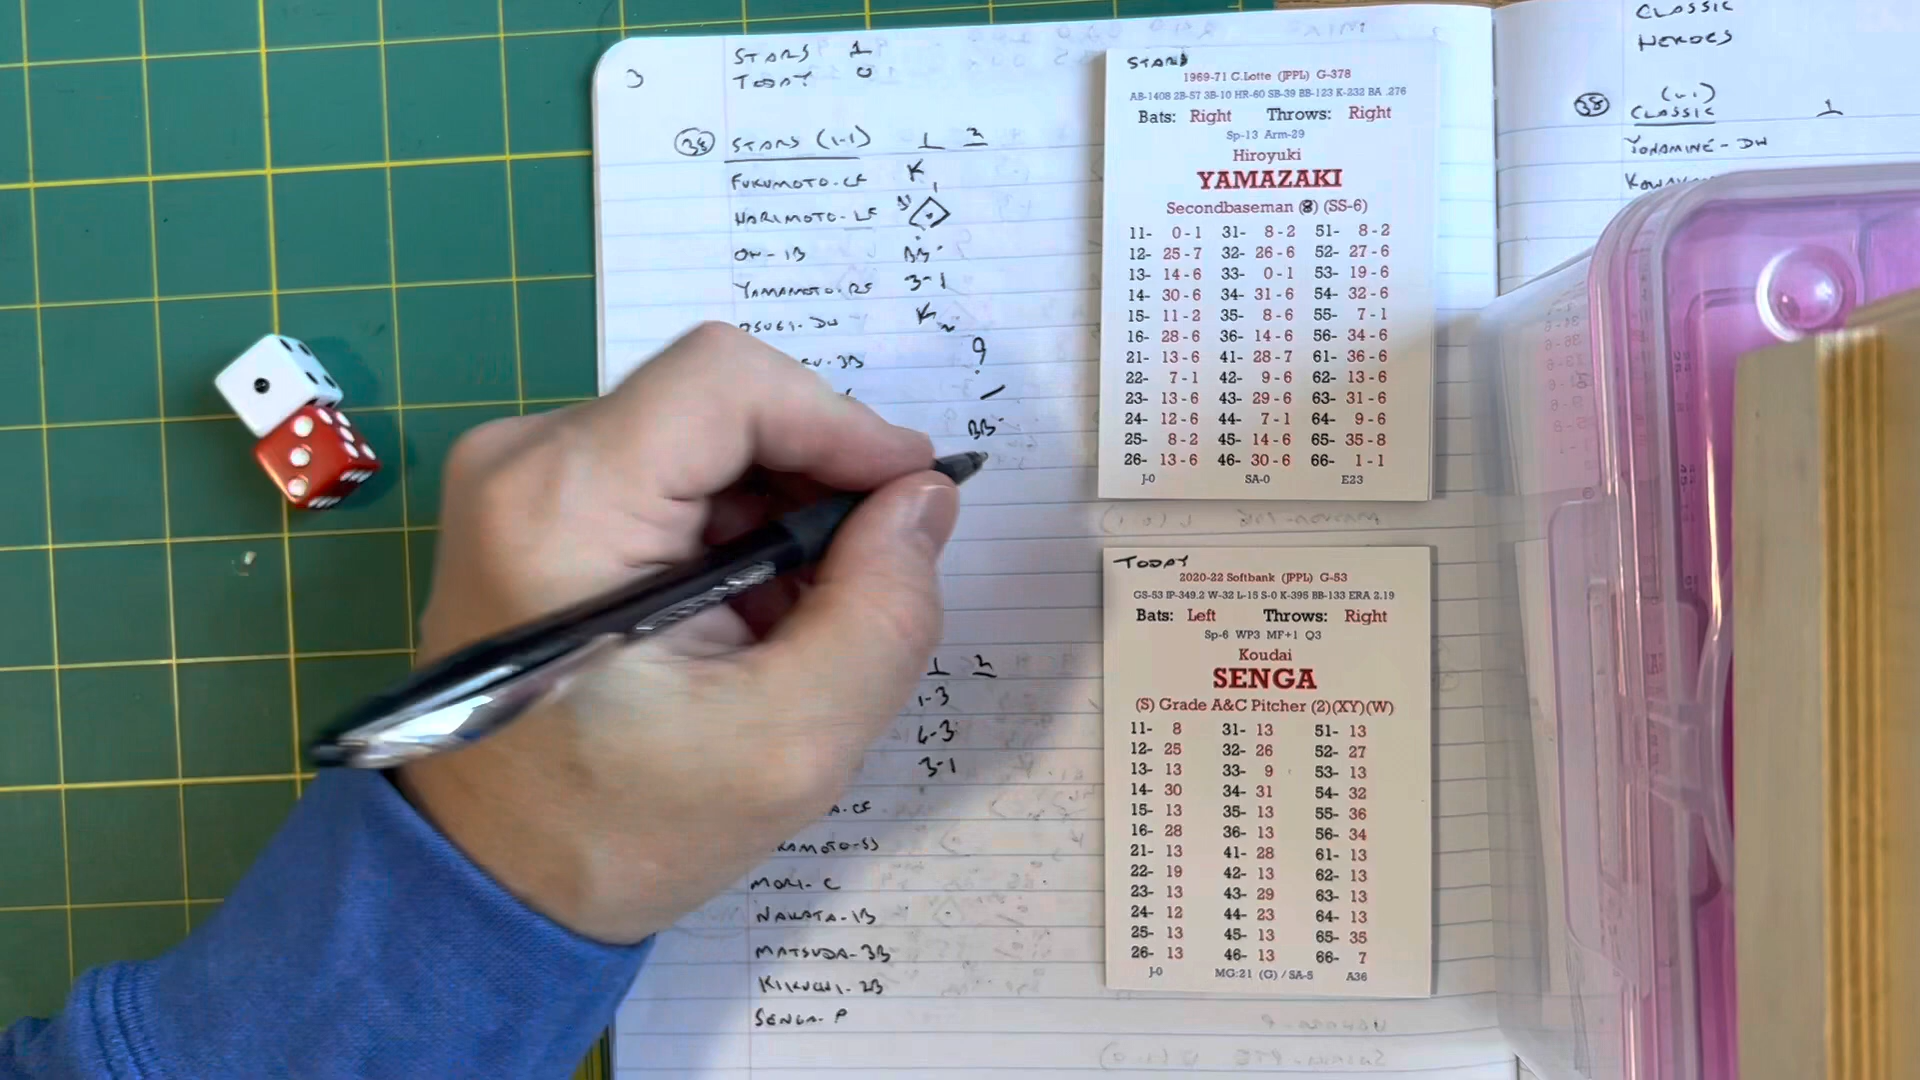 3
STARS 1
TODAY 0
38 STARS (1-1) 1 2
FUKUMOTO-CF K
HARIMOTO-LF
OH-1B BB
YAMAMOTO-RF 3-1
OSUGI-DH K
-3B 9
BB
1 2
1-3
6-3
3-1
A-CF
KAMOTO-SS
MORI-C
NAKATA-1B
MATSUDA-3B
KIKUCHI-2B
SENGA-P
STARS
1969-71 C.Lotte (JPPL) G-378
AB-1408 2B-57 3B-10 HR-60 SB-39 BB-123 K-232 BA .276
Bats: Right Throws: Right
Sp-13 Arm-29
Hiroyuki
YAMAZAKI
Secondbaseman (8) (SS-6)
11- 0-1 31- 8-2 51- 8-2
12- 25-7 32- 26-6 52- 27-6
13- 14-6 33- 0-1 53- 19-6
14- 30-6 34- 31-6 54- 32-6
15- 11-2 35- 8-6 55- 7-1
16- 28-6 36- 14-6 56- 34-6
21- 13-6 41- 28-7 61- 36-6
22- 7-1 42- 9-6 62- 13-6
23- 13-6 43- 29-6 63- 31-6
24- 12-6 44- 7-1 64- 9-6
25- 8-2 45- 14-6 65- 35-8
26- 13-6 46- 30-6 66- 1-1
J-0 SA-0 E23
TODAY
2020-22 Softbank (JPPL) G-53
GS-53 IP-349.2 W-32 L-15 S-0 K-395 BB-133 ERA 2.19
Bats: Left Throws: Right
Sp-6 WP3 MF+1 Q3
Koudai
SENGA
(S) Grade A&C Pitcher (2)(XY)(W)
11- 8 31- 13 51- 13
12- 25 32- 26 52- 27
13- 13 33- 9 53- 13
14- 30 34- 31 54- 32
15- 13 35- 13 55- 36
16- 28 36- 13 56- 34
21- 13 41- 28 61- 13
22- 19 42- 13 62- 13
23- 13 43- 29 63- 13
24- 12 44- 23 64- 13
25- 13 45- 13 65- 35
26- 13 46- 13 66- 7
J-0 MG:21 (G) / SA-5 A36
CLASSIC
HEROES
38 CLASSIC 1
YONAMINE-DH